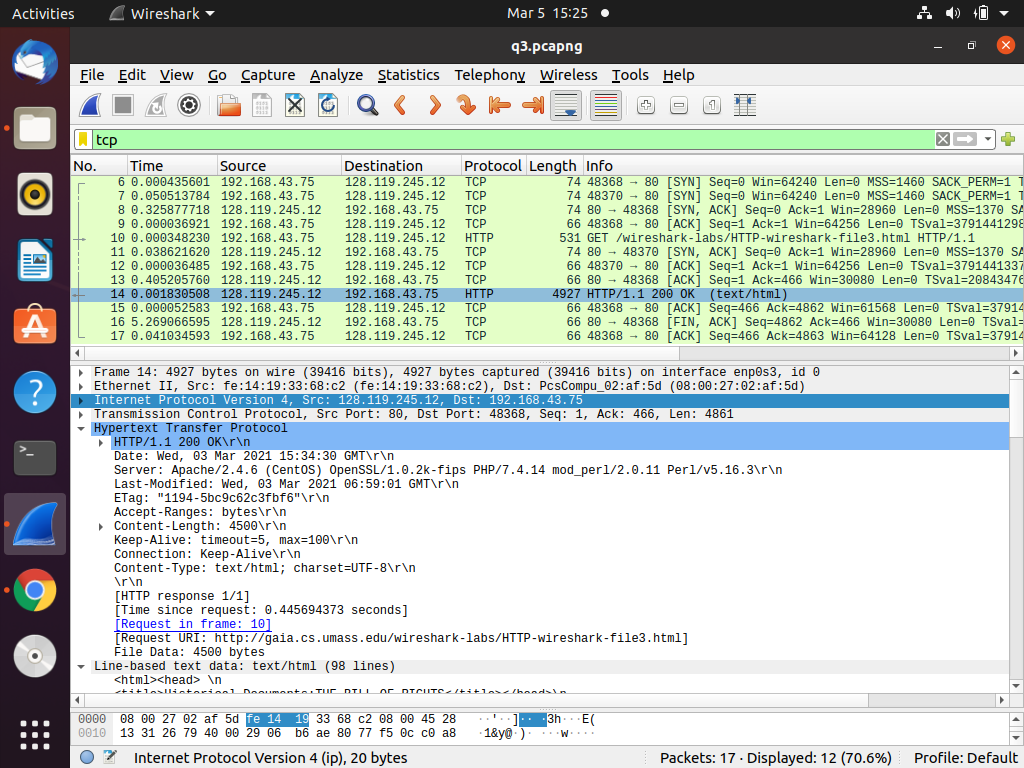 Activities Wireshark Mar 5 15:25
q3.pcapng
File Edit View Go Capture Analyze Statistics Telephony Wireless Tools Help
tcp
No. Time Source Destination Protocol Length Info
6 0.000435601 192.168.43.75 128.119.245.12 TCP 74 48368 → 80 [SYN] Seq=0 Win=64240 Len=0 MSS=1460 SACK_PERM=1 T
7 0.050513784 192.168.43.75 128.119.245.12 TCP 74 48370 → 80 [SYN] Seq=0 Win=64240 Len=0 MSS=1460 SACK_PERM=1 T
8 0.325877718 128.119.245.12 192.168.43.75 TCP 74 80 → 48368 [SYN, ACK] Seq=0 Ack=1 Win=28960 Len=0 MSS=1370 SA
9 0.000036921 192.168.43.75 128.119.245.12 TCP 66 48368 → 80 [ACK] Seq=1 Ack=1 Win=64256 Len=0 TSval=3791441298
10 0.000348230 192.168.43.75 128.119.245.12 HTTP 531 GET /wireshark-labs/HTTP-wireshark-file3.html HTTP/1.1
11 0.038621620 128.119.245.12 192.168.43.75 TCP 74 80 → 48370 [SYN, ACK] Seq=0 Ack=1 Win=28960 Len=0 MSS=1370 SA
12 0.000036485 192.168.43.75 128.119.245.12 TCP 66 48370 → 80 [ACK] Seq=1 Ack=1 Win=64256 Len=0 TSval=3791441337
13 0.405205760 128.119.245.12 192.168.43.75 TCP 66 80 → 48368 [ACK] Seq=1 Ack=466 Win=30080 Len=0 TSval=20843476
14 0.001830508 128.119.245.12 192.168.43.75 HTTP 4927 HTTP/1.1 200 OK (text/html)
15 0.000052583 192.168.43.75 128.119.245.12 TCP 66 48368 → 80 [ACK] Seq=466 Ack=4862 Win=61568 Len=0 TSval=37914
16 5.269066595 128.119.245.12 192.168.43.75 TCP 66 80 → 48368 [FIN, ACK] Seq=4862 Ack=466 Win=30080 Len=0 TSval=
17 0.041034593 192.168.43.75 128.119.245.12 TCP 66 48368 → 80 [ACK] Seq=466 Ack=4863 Win=64128 Len=0 TSval=37914
Frame 14: 4927 bytes on wire (39416 bits), 4927 bytes captured (39416 bits) on interface enp0s3, id 0
Ethernet II, Src: fe:14:19:33:68:c2 (fe:14:19:33:68:c2), Dst: PcsCompu_02:af:5d (08:00:27:02:af:5d)
Internet Protocol Version 4, Src: 128.119.245.12, Dst: 192.168.43.75
Transmission Control Protocol, Src Port: 80, Dst Port: 48368, Seq: 1, Ack: 466, Len: 4861
Hypertext Transfer Protocol
HTTP/1.1 200 OK\r\n
Date: Wed, 03 Mar 2021 15:34:30 GMT\r\n
Server: Apache/2.4.6 (CentOS) OpenSSL/1.0.2k-fips PHP/7.4.14 mod_perl/2.0.11 Perl/v5.16.3\r\n
Last-Modified: Wed, 03 Mar 2021 06:59:01 GMT\r\n
ETag: "1194-5bc9c62c3fbf6"\r\n
Accept-Ranges: bytes\r\n
Content-Length: 4500\r\n
Keep-Alive: timeout=5, max=100\r\n
Connection: Keep-Alive\r\n
Content-Type: text/html; charset=UTF-8\r\n
\r\n
[HTTP response 1/1]
[Time since request: 0.445694373 seconds]
[Request in frame: 10]
[Request URI: http://gaia.cs.umass.edu/wireshark-labs/HTTP-wireshark-file3.html]
File Data: 4500 bytes
Line-based text data: text/html (98 lines)
<html><head> \n
<title>Historical Documents:THE BILL OF RIGHTS</title></head>\n
0000 08 00 27 02 af 5d fe 14 19 33 68 c2 08 00 45 28 ··'··]·· ·3h···E(
0010 13 31 26 79 40 00 29 06 b6 ae 80 77 f5 0c c0 a8 ·1&y@·)· ···w····
Internet Protocol Version 4 (ip), 20 bytes Packets: 17 · Displayed: 12 (70.6%) Profile: Default